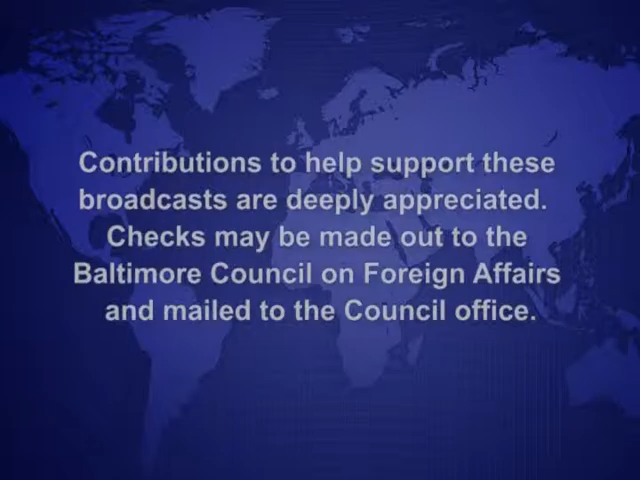 Contributions to help support these
broadcasts are deeply appreciated.
Checks may be made out to the
Baltimore Council on Foreign Affairs
and mailed to the Council office.